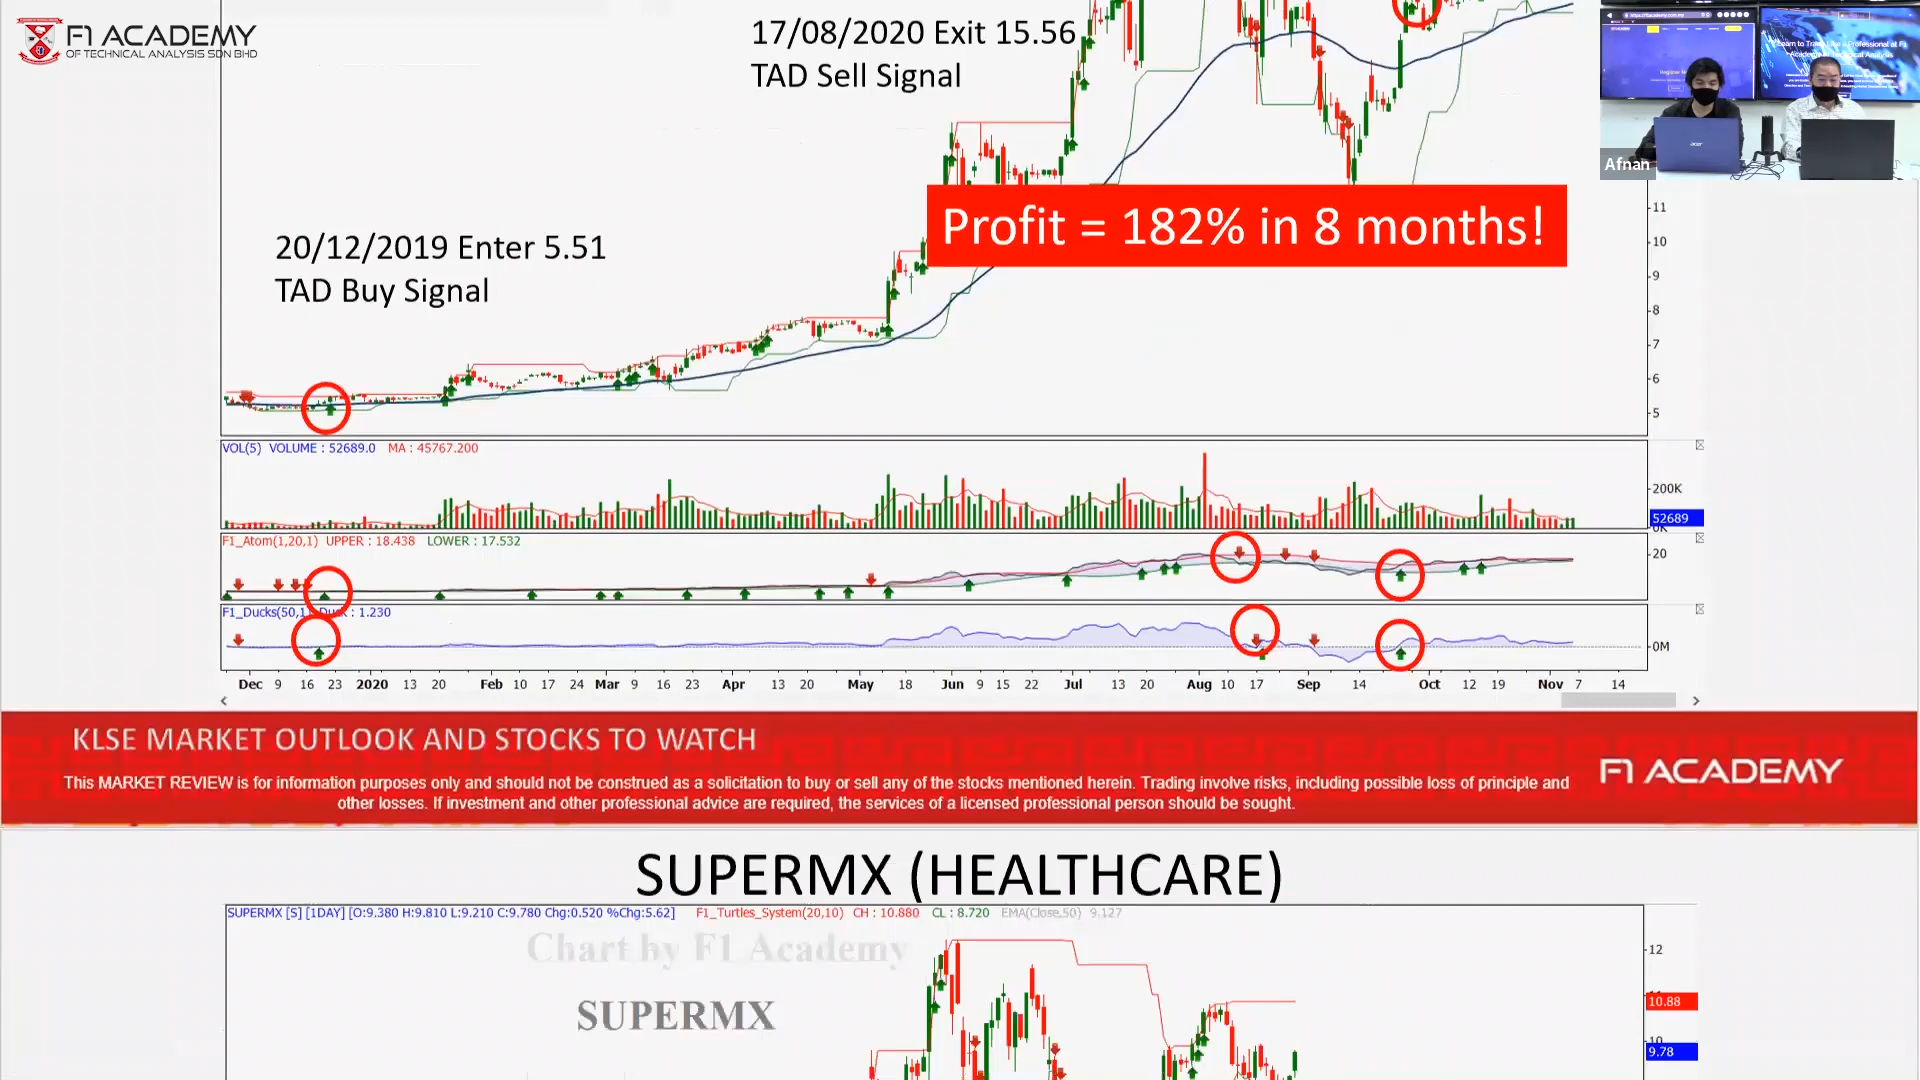 F1 ACADEMY
OF TECHNICAL ANALYSIS SDN BHD
17/08/2020 Exit 15.56
TAD Sell Signal
Afnan
acer
20/12/2019 Enter 5.51
TAD Buy Signal
Profit = 182% in 8 months!
11
10
9
8
7
6
5
VOL(5) VOLUME : 52689.0 MA : 45767.200
200K
52689
0K
F1_Atom(1,20,1) UPPER : 18.438 LOWER : 17.532
20
F1_Ducks(50,1) Duck : 1.230
0M
Dec 9 16 23 2020 13 20 Feb 10 17 24 Mar 9 16 23 Apr 13 20 May 18 Jun 9 15 22 Jul 13 20 Aug 10 17 Sep 14 Oct 12 19 Nov 7 14
KLSE MARKET OUTLOOK AND STOCKS TO WATCH
This MARKET REVIEW is for information purposes only and should not be construed as a solicitation to buy or sell any of the stocks mentioned herein. Trading involve risks, including possible loss of principle and
other losses. If investment and other professional advice are required, the services of a licensed professional person should be sought.
F1 ACADEMY
SUPERMX (HEALTHCARE)
SUPERMX [S] [1DAY] [O:9.380 H:9.810 L:9.210 C:9.780 Chg:0.520 %Chg:5.62] F1_Turtles_System(20,10) CH : 10.880 CL : 8.720 EMA(Close,50) 9.127
Chart by F1 Academy
SUPERMX
12
10.88
10
9.78